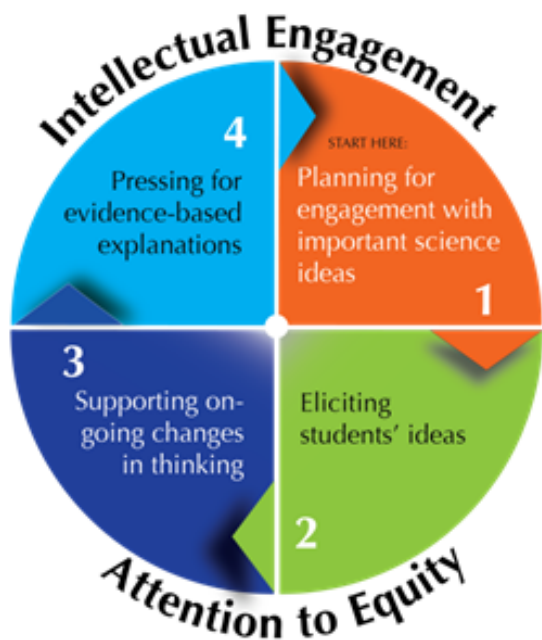 Intellectual Engagement
START HERE:
Planning for
engagement with
important science
ideas
1
Eliciting
students’ ideas
2
3
Supporting on-
going changes
in thinking
4
Pressing for
evidence-based
explanations
Attention to Equity